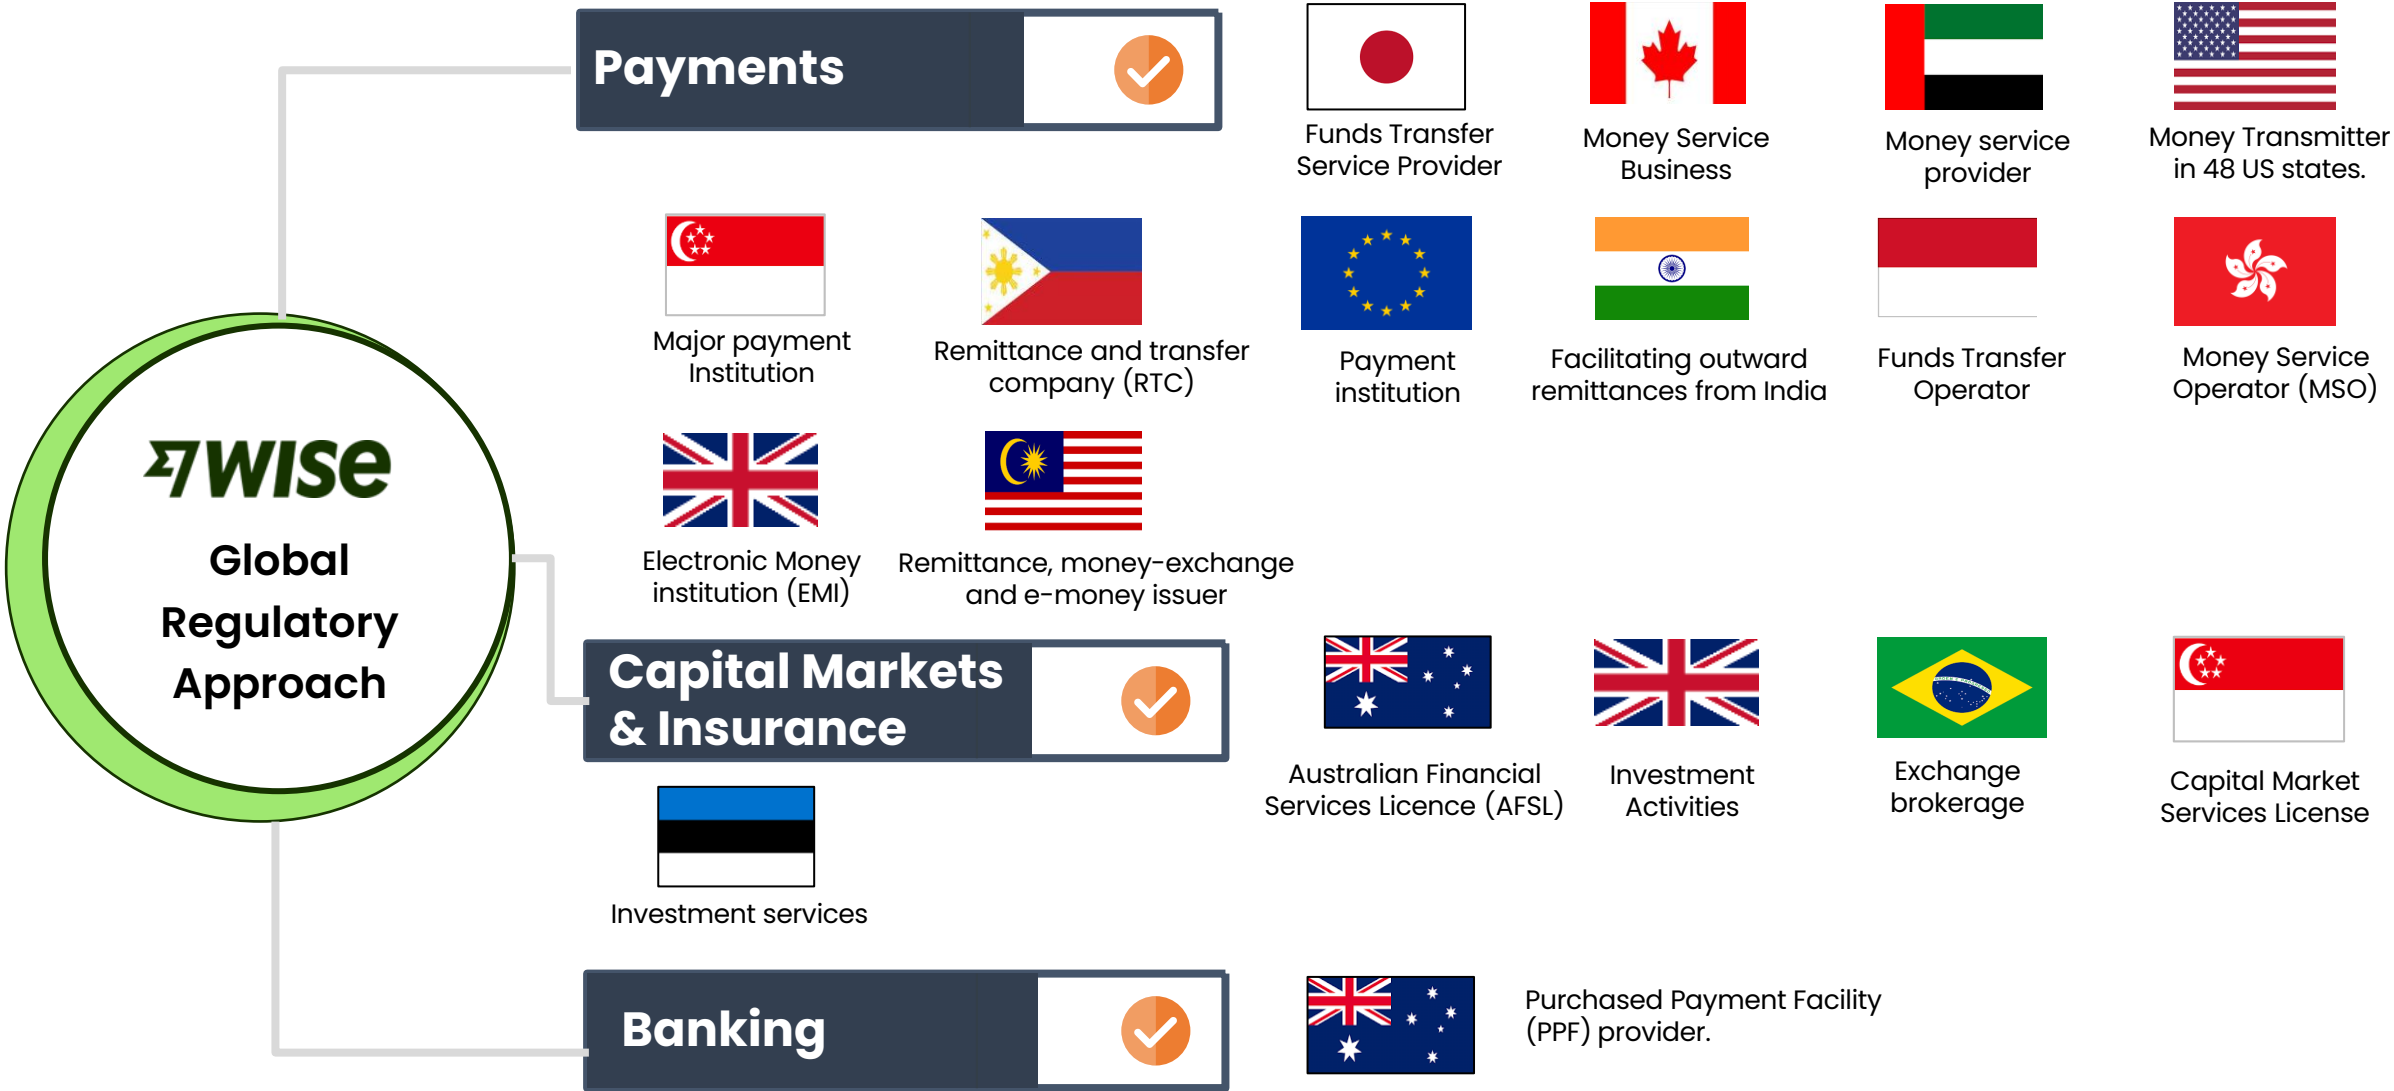 Payments
Funds Transfer
Service Provider
Money Service
Business
Money service
provider
Money Transmitter
in 48 US states.
Major payment
Institution
Remittance and transfer
company (RTC)
Payment
institution
Facilitating outward
remittances from India
Funds Transfer
Operator
Money Service
Operator (MSO)
Electronic Money
institution (EMI)
Remittance, money-exchange
and e-money issuer
WISE
Global
Regulatory
Approach
Capital Markets
& Insurance
Australian Financial
Services Licence (AFSL)
Investment
Activities
Exchange
brokerage
Capital Market
Services License
Investment services
Banking
Purchased Payment Facility
(PPF) provider.